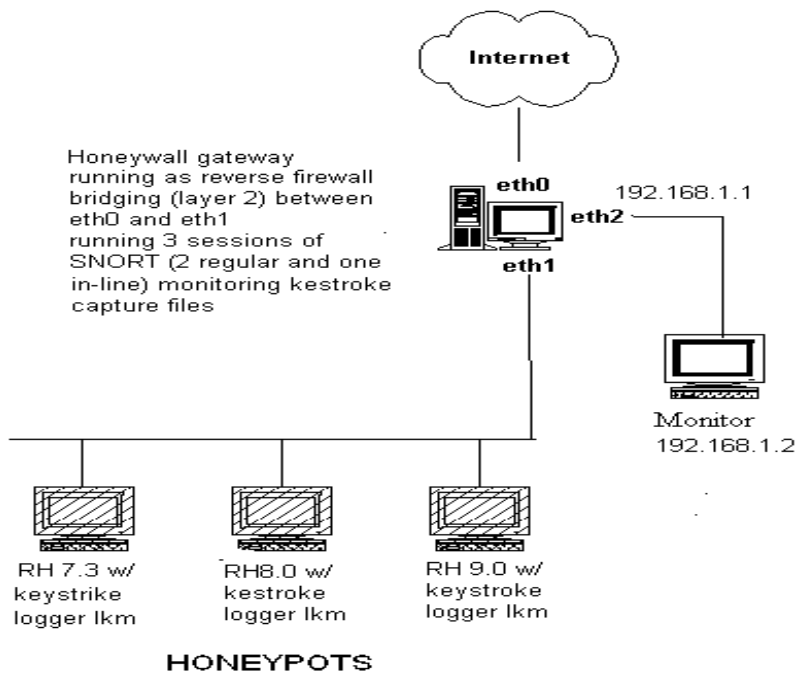 Internet
Honeywall gateway
running as reverse firewall
bridging (layer 2) between
eth0 and eth1
running 3 sessions of
SNORT (2 regular and one
in-line) monitoring kestroke
capture files
eth0
eth2
eth1
192.168.1.1
Monitor
192.168.1.2
RH 7.3 w/
keystrike
logger lkm
RH8.0 w/
kestroke
logger lkm
RH 9.0 w/
keystroke
logger lkm
HONEYPOTS